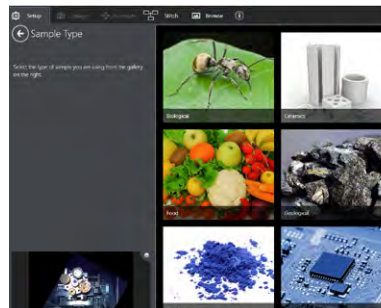 Setup
Stitch
Browse
Sample Type
Select the type of sample you are using from the gallery
on the right.
Biological
Ceramics
Food
Geological